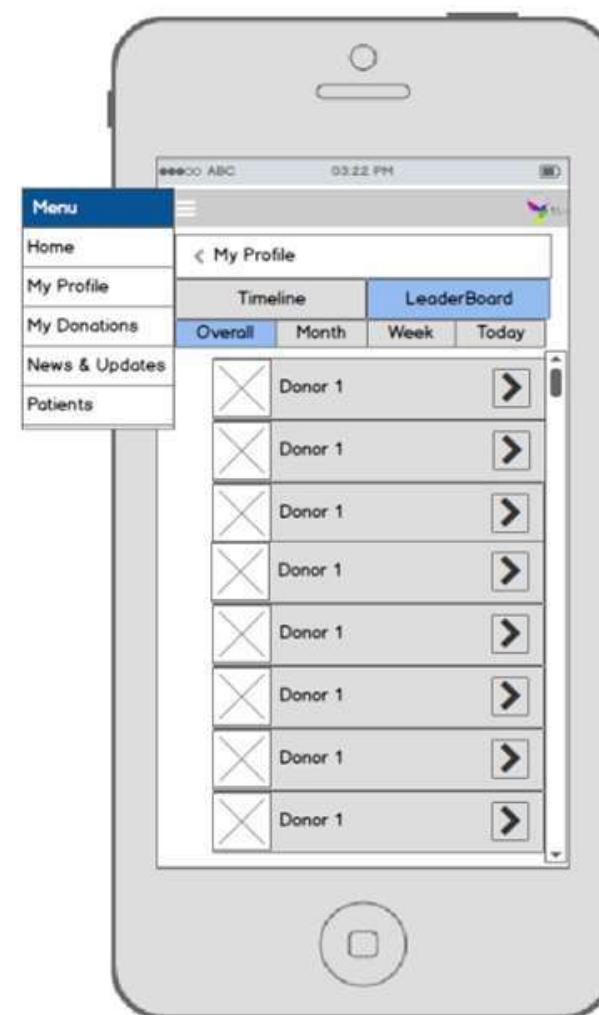 ABC 03:22 PM
Menu
Home
My Profile
My Donations
News & Updates
Patients
< My Profile
Timeline LeaderBoard
Overall Month Week Today
Donor 1
Donor 1
Donor 1
Donor 1
Donor 1
Donor 1
Donor 1
Donor 1